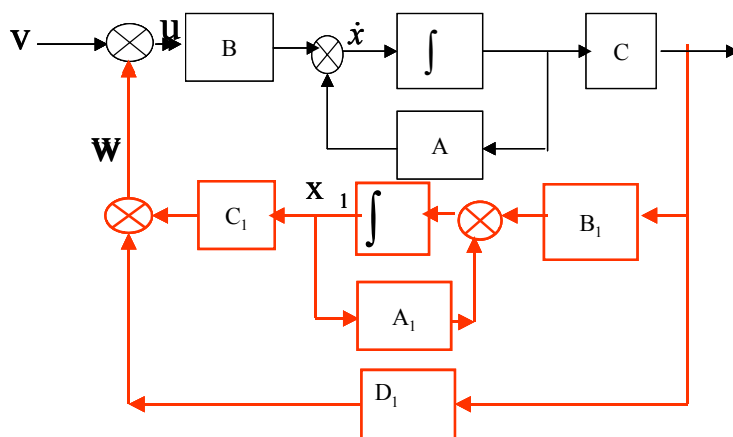 v u B ẋ ∫ C
A
w
C₁ x ₁ ∫ B₁
A₁
D₁